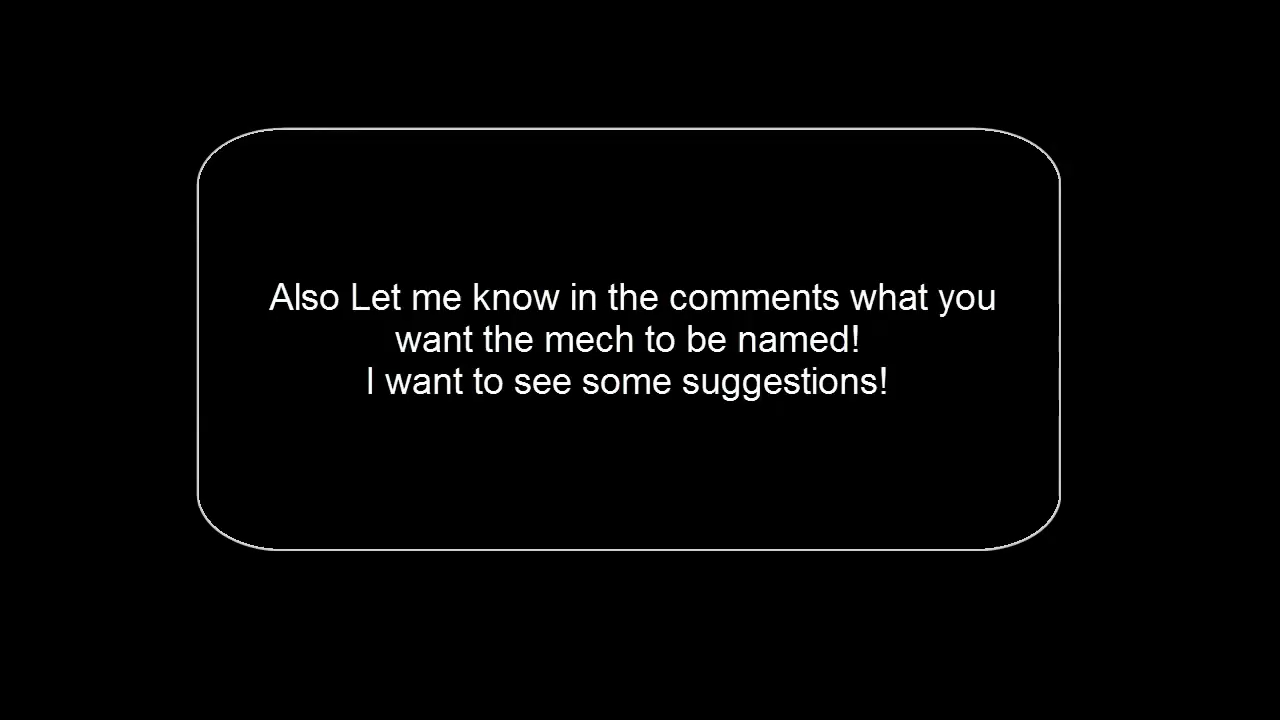 Also Let me know in the comments what you
want the mech to be named!
I want to see some suggestions!